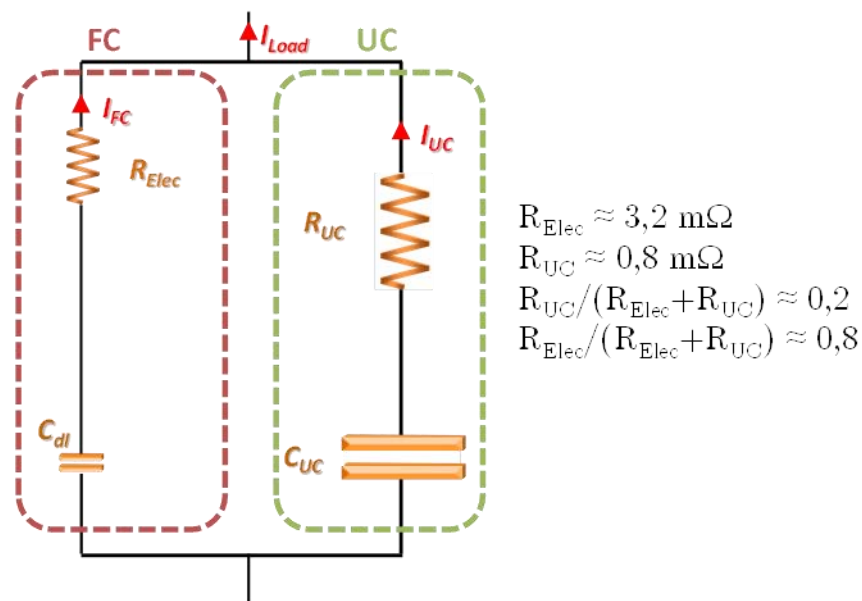 I_Load
FC
UC
I_FC
I_UC
R_Elec
R_UC
C_dl
C_UC
R_Elec ≈ 3,2 mΩ
R_UC ≈ 0,8 mΩ
R_UC/(R_Elec+R_UC) ≈ 0,2
R_Elec/(R_Elec+R_UC) ≈ 0,8